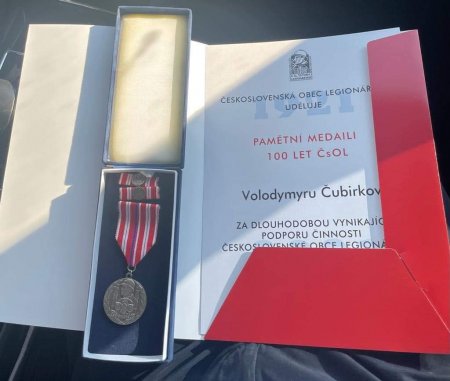 ČESKOSLOVENSKÁ OBEC LEGIONÁŘ
UDĚLUJE
1921
PAMĚTNÍ MEDAILI
100 LET ČsOL
Volodymyru Čubirkov
ZA DLOUHODOBOU VYNIKAJÍC
PODPORU ČINNOSTI
ČESKOSLOVENSKÉ OBCE LEGIONÁ